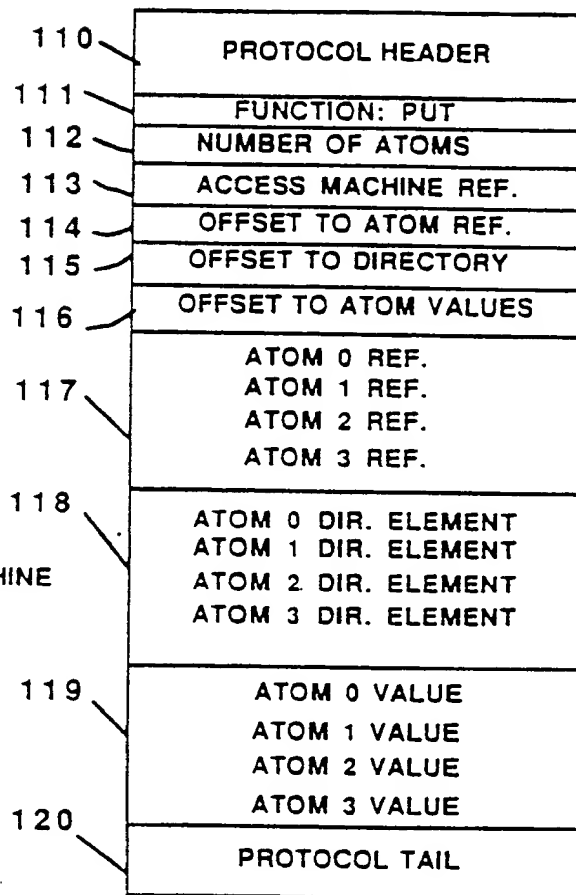 110 PROTOCOL HEADER
111 FUNCTION: PUT
112 NUMBER OF ATOMS
113 ACCESS MACHINE REF.
114 OFFSET TO ATOM REF.
115 OFFSET TO DIRECTORY
116 OFFSET TO ATOM VALUES
117 ATOM 0 REF.
ATOM 1 REF.
ATOM 2 REF.
ATOM 3 REF.
118 ATOM 0 DIR. ELEMENT
ATOM 1 DIR. ELEMENT
ATOM 2 DIR. ELEMENT
ATOM 3 DIR. ELEMENT
119 ATOM 0 VALUE
ATOM 1 VALUE
ATOM 2 VALUE
ATOM 3 VALUE
120 PROTOCOL TAIL